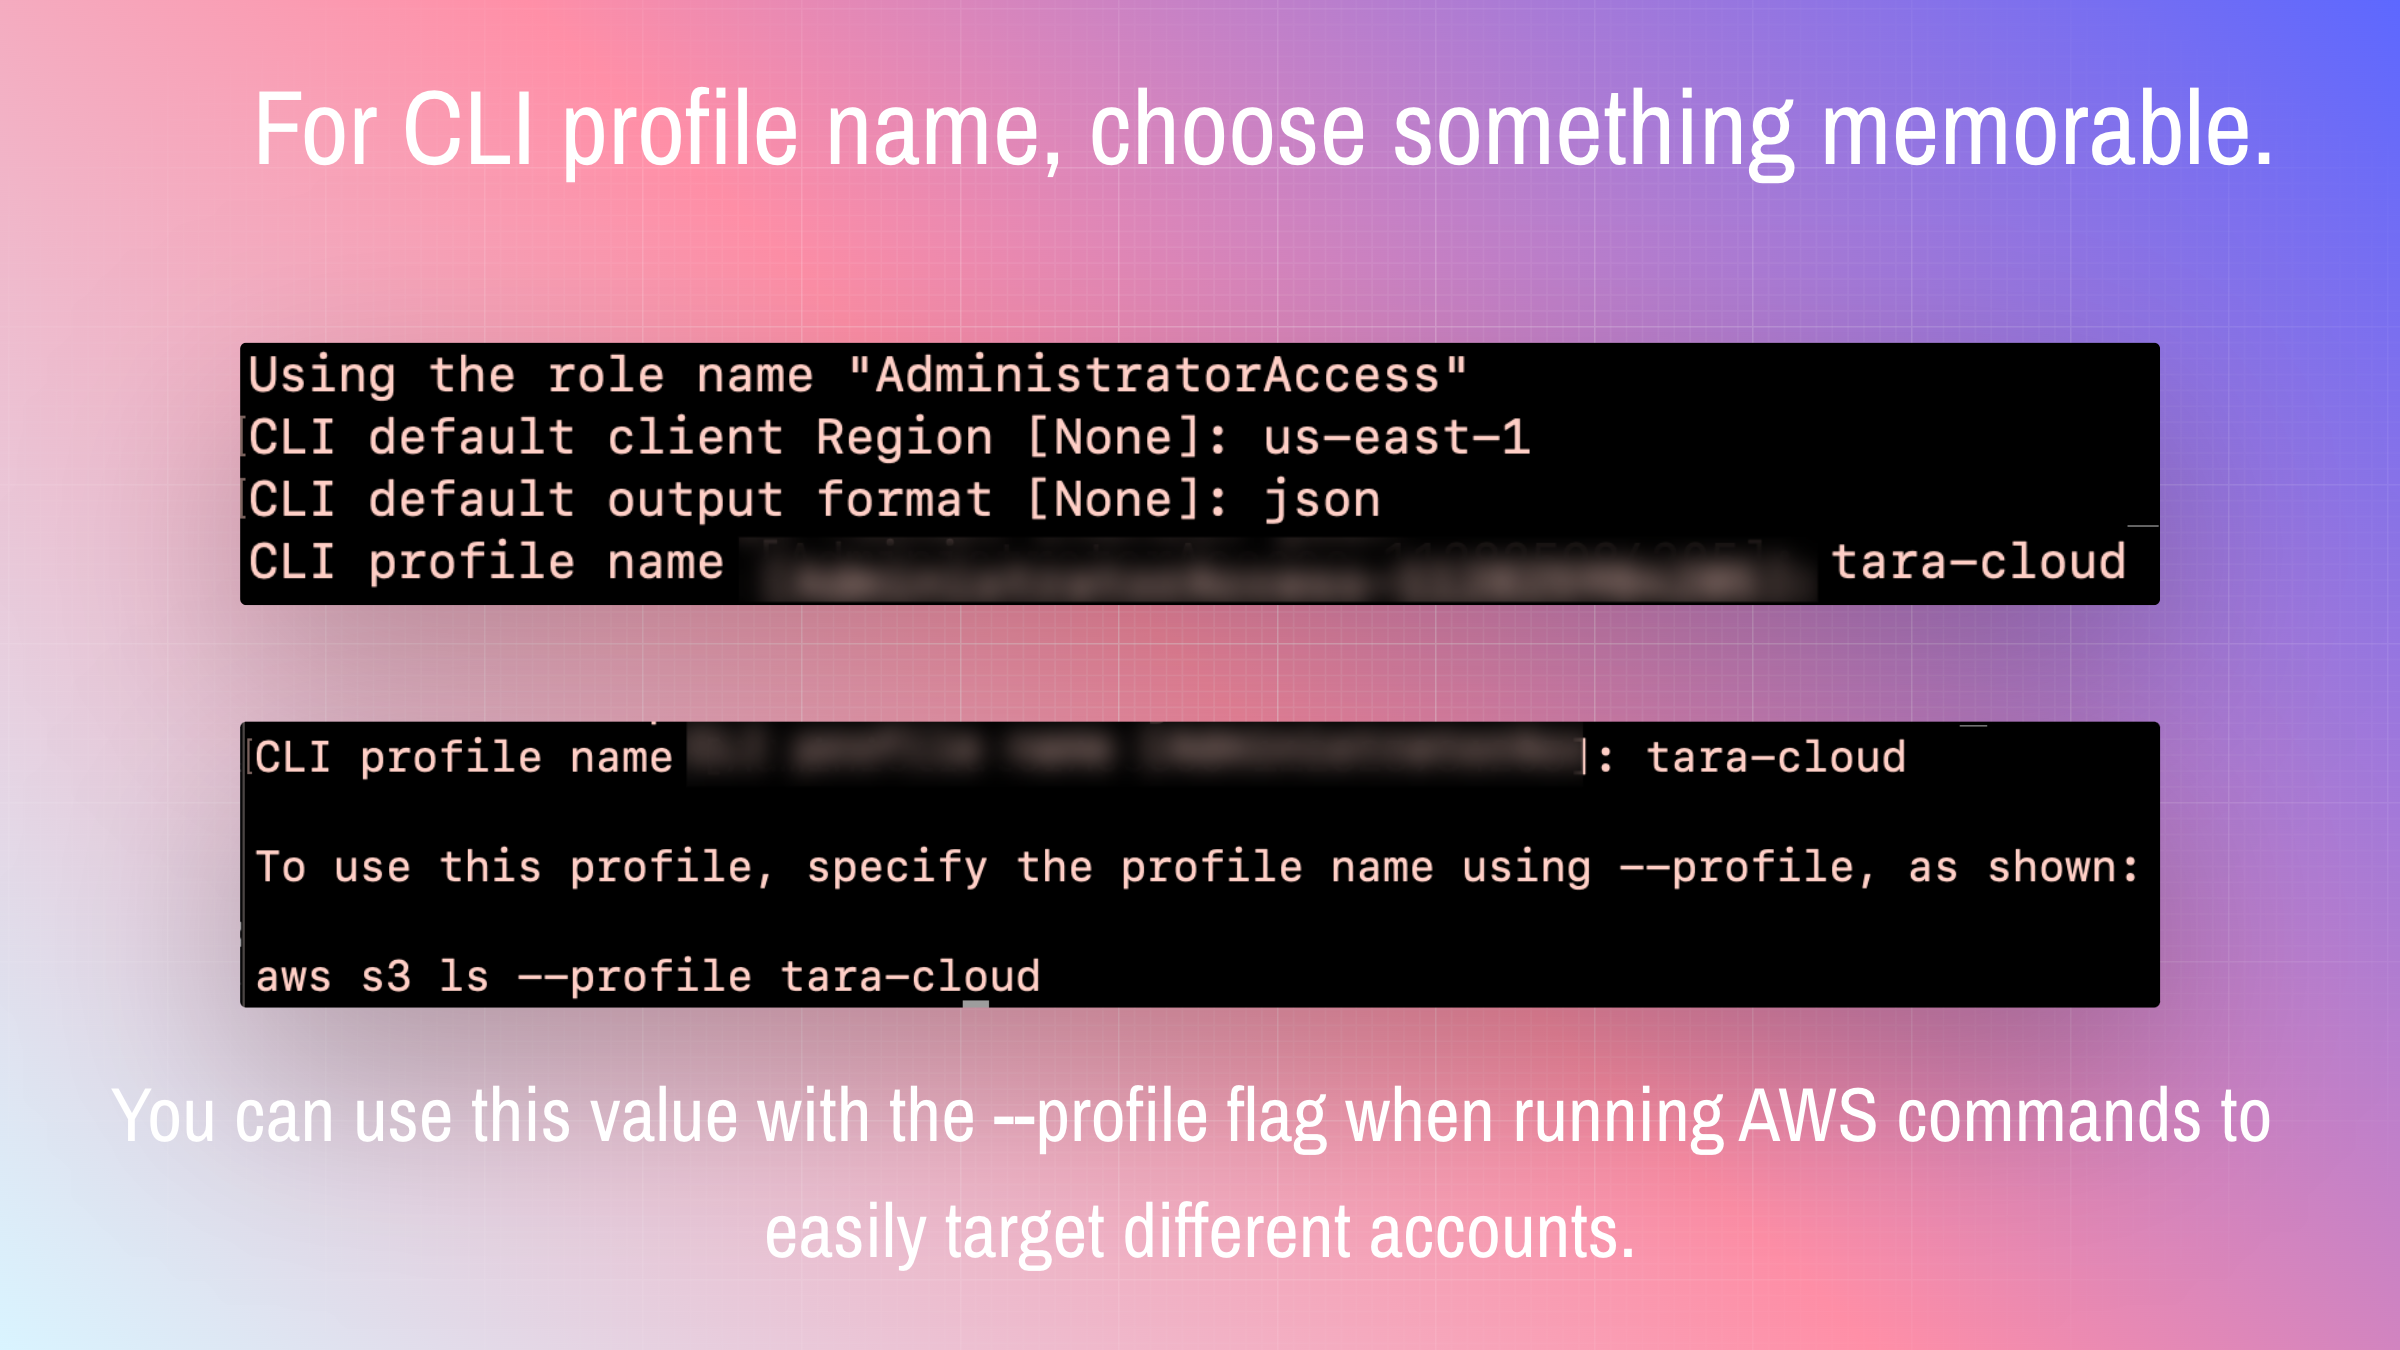 For CLI profile name, choose something memorable.
Using the role name "AdministratorAccess"
[CLI default client Region [None]: us-east-1
[CLI default output format [None]: json
CLI profile name tara-cloud
[CLI profile name ]: tara-cloud
To use this profile, specify the profile name using --profile, as shown:
aws s3 ls --profile tara-cloud
You can use this value with the --profile flag when running AWS commands to
easily target different accounts.